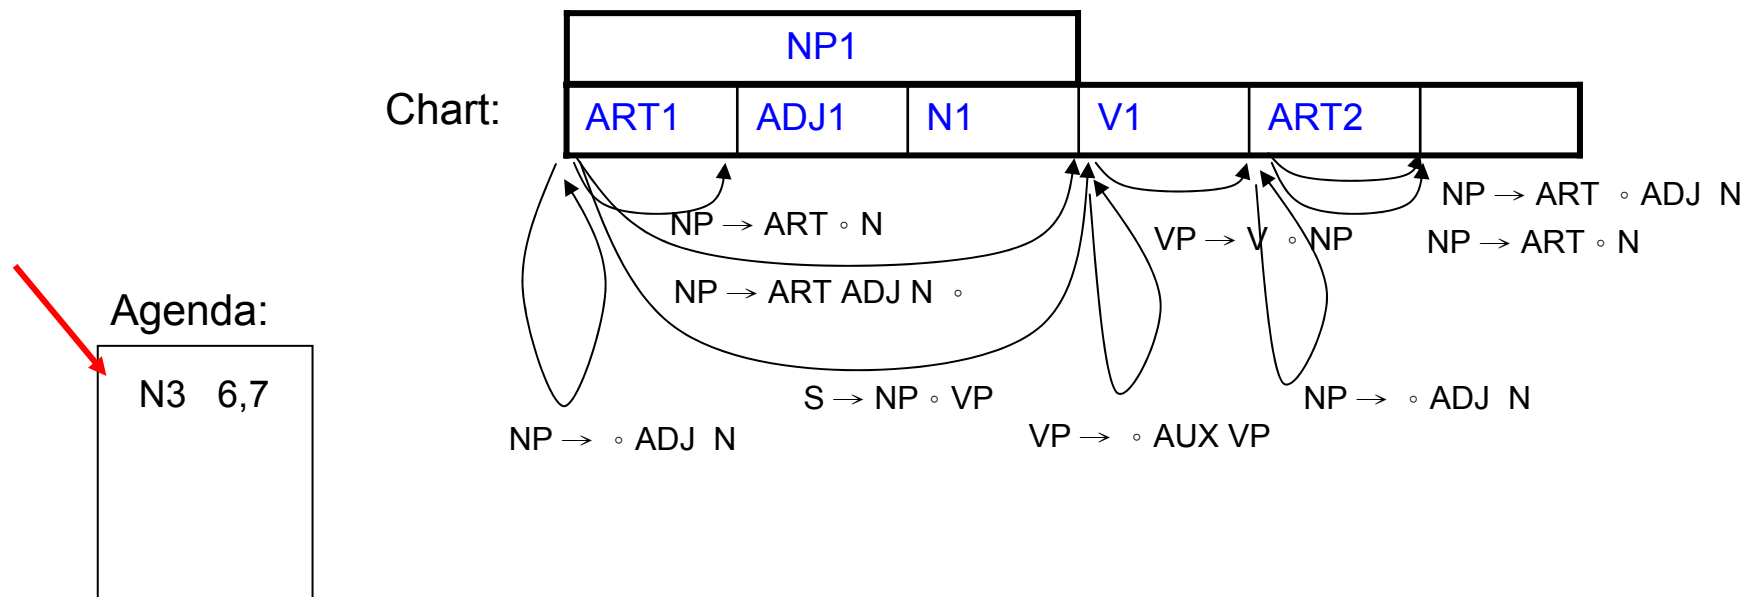 NP1
Chart:
ART1 ADJ1 N1 V1 ART2
NP → ART ◦ ADJ N
NP → ART ◦ N
VP → V ◦ NP
NP → ART ◦ N
NP → ART ADJ N ◦
Agenda:
N3 6,7
S → NP ◦ VP
NP → ◦ ADJ N
NP → ◦ ADJ N
VP → ◦ AUX VP